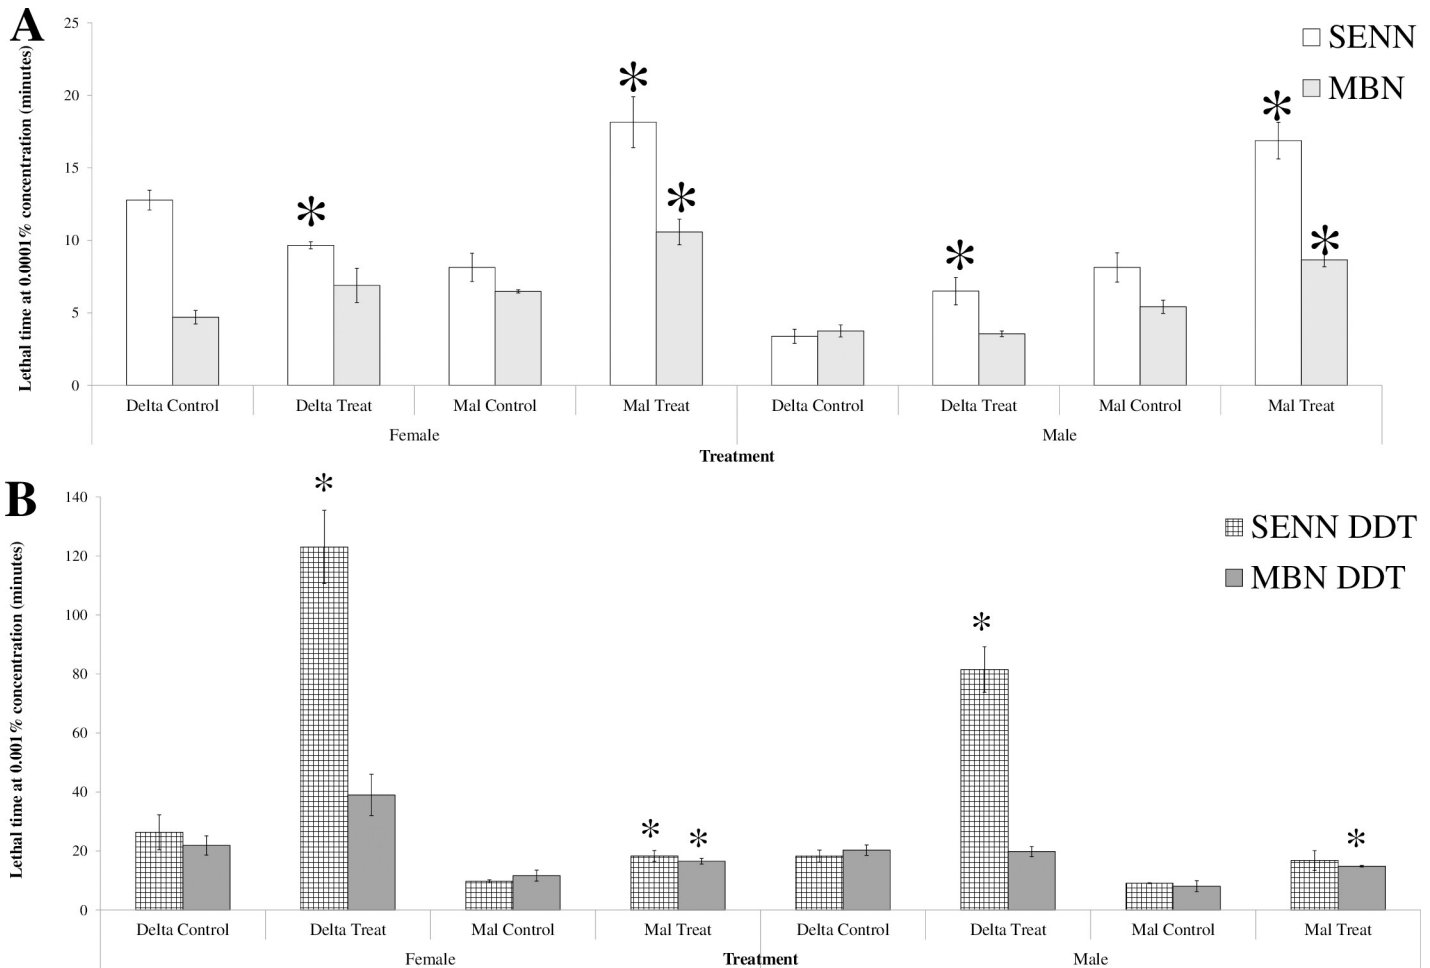 A
SENN
MBN
Lethal time at 0.0001% concentration (minutes)
25
20
15
10
5
0
Delta Control Delta Treat Mal Control Mal Treat Delta Control Delta Treat Mal Control Mal Treat
Female Male
Treatment
* * * * * *
B
SENN DDT
MBN DDT
Lethal time at 0.001% concentration (minutes)
140
120
100
80
60
40
20
0
* * * * *
Delta Control Delta Treat Mal Control Mal Treat Delta Control Delta Treat Mal Control Mal Treat
Female Treatment Male